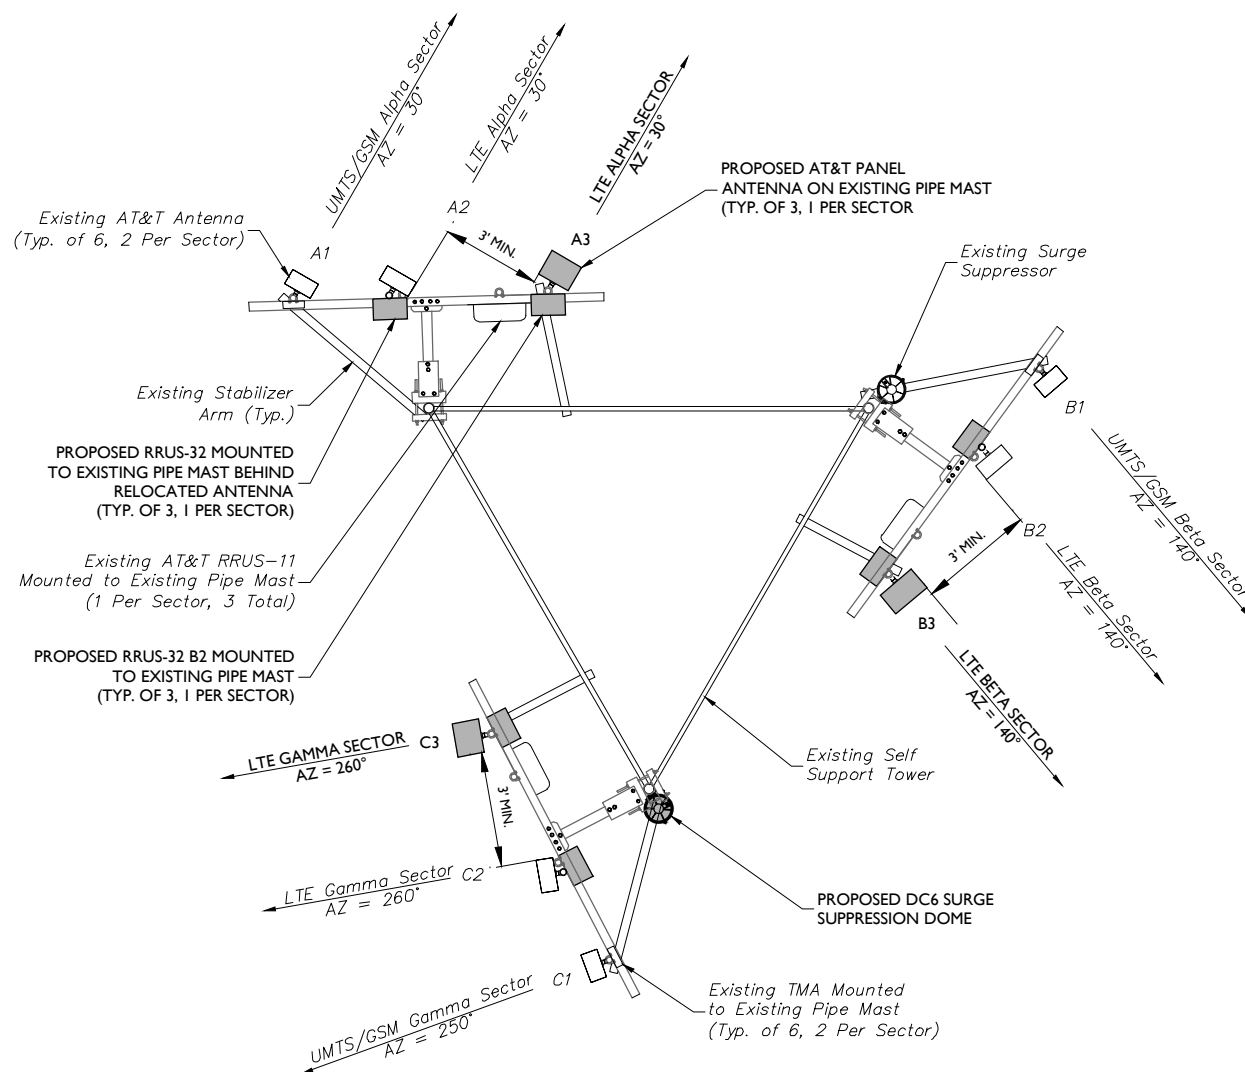 UMTS/GSM Alpha Sector
AZ = 30°
LTE Alpha Sector
AZ = 30°
LTE ALPHA SECTOR
AZ = 30°
PROPOSED AT&T PANEL
ANTENNA ON EXISTING PIPE MAST
(TYP. OF 3, 1 PER SECTOR
Existing AT&T Antenna
(Typ. of 6, 2 Per Sector)
A1
A2
3' MIN.
A3
Existing Surge
Suppressor
Existing Stabilizer
Arm (Typ.)
B1
UMTS/GSM Beta Sector
AZ = 140°
PROPOSED RRUS-32 MOUNTED
TO EXISTING PIPE MAST BEHIND
RELOCATED ANTENNA
(TYP. OF 3, 1 PER SECTOR)
B2
3' MIN.
LTE Beta Sector
AZ = 140°
Existing AT&T RRUS-11
Mounted to Existing Pipe Mast
(1 Per Sector, 3 Total)
B3
LTE BETA SECTOR
AZ = 140°
PROPOSED RRUS-32 B2 MOUNTED
TO EXISTING PIPE MAST
(TYP. OF 3, 1 PER SECTOR)
LTE GAMMA SECTOR
AZ = 260°
C3
3' MIN.
Existing Self
Support Tower
LTE Gamma Sector
AZ = 260°
C2
PROPOSED DC6 SURGE
SUPPRESSION DOME
UMTS/GSM Gamma Sector
AZ = 250°
C1
Existing TMA Mounted
to Existing Pipe Mast
(Typ. of 6, 2 Per Sector)